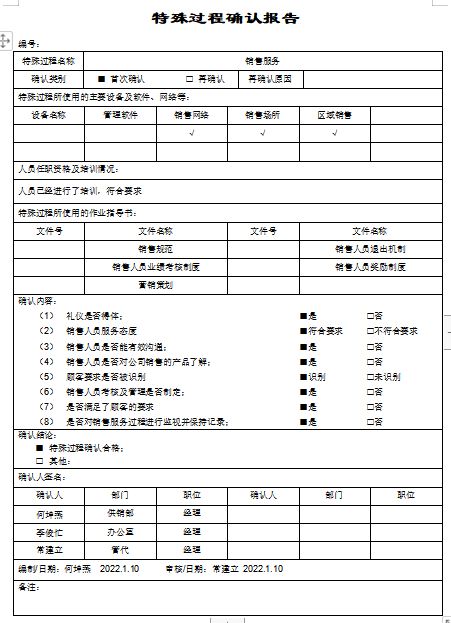 特殊过程确认报告
编号：
特殊过程名称 销售服务
确认类别 ■ 首次确认 □ 再确认 再确认原因
特殊过程所使用的主要设备及软件、网络等：
设备名称 管理软件 销售网络 销售场所 区域销售
√ √ √
人员任职资格及培训情况：
人员已经进行了培训，符合要求
特殊过程所使用的作业指导书：
文件号 文件名称 文件号 文件名称
销售规范 销售人员退出机制
销售人员业绩考核制度 销售人员奖励制度
营销策划
确认内容：
（1） 礼仪是否得体； ■是 □否
（2） 销售人员服务态度 ■符合要求 □不符合要求
（3） 销售人员是否能有效沟通； ■是 □否
（4） 销售人员是否对公司销售的产品了解； ■是 □否
（5） 顾客要求是否被识别 ■识别 □未识别
（6） 销售人员考核及管理是否制定； ■是 □否
（7） 是否满足了顾客的要求 ■是 □否
（8） 是否对销售服务过程进行监视并保持记录； ■是 □否
确认结论：
■ 特殊过程确认合格；
□ 其他：
确认人签名：
确认人 部门 职位 确认人 部门 职位
何坤燕 供销部 经理
李俊忙 办公室 经理
常建立 管代 经理
编制/日期：何坤燕 2022.1.10 审核/日期：常建立 2022.1.10
备注：